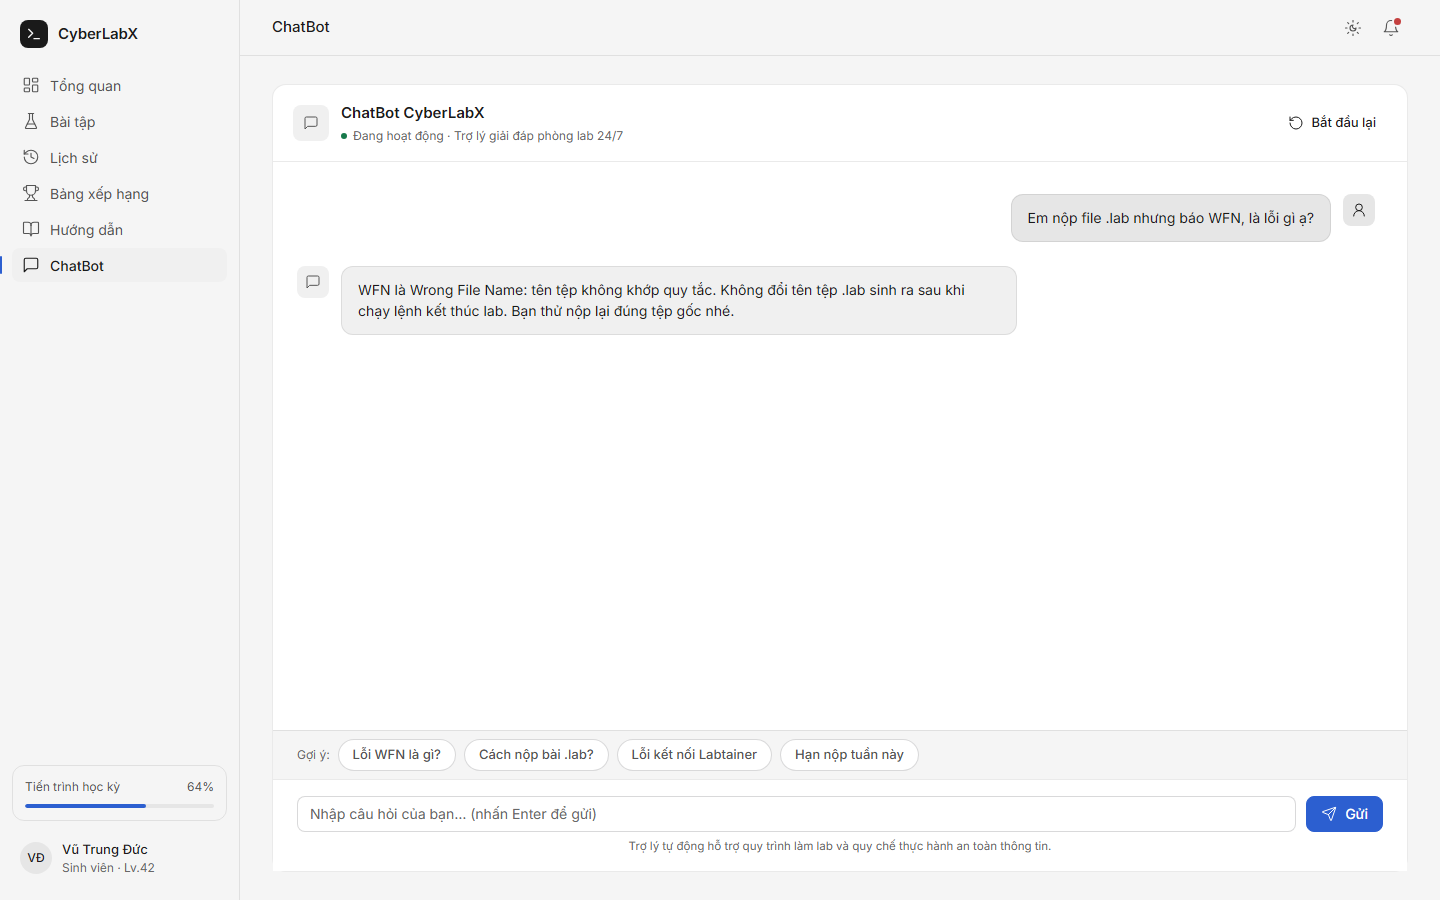 CyberLabX
Tổng quan
Bài tập
Lịch sử
Bảng xếp hạng
Hướng dẫn
ChatBot
Tiến trình học kỳ 64%
VĐ
Vũ Trung Đức
Sinh viên · Lv.42
ChatBot
ChatBot CyberLabX
Đang hoạt động · Trợ lý giải đáp phòng lab 24/7
Bắt đầu lại
Em nộp file .lab nhưng báo WFN, là lỗi gì ạ?
WFN là Wrong File Name: tên tệp không khớp quy tắc. Không đổi tên tệp .lab sinh ra sau khi
chạy lệnh kết thúc lab. Bạn thử nộp lại đúng tệp gốc nhé.
Gợi ý: Lỗi WFN là gì? Cách nộp bài .lab? Lỗi kết nối Labtainer Hạn nộp tuần này
Nhập câu hỏi của bạn... (nhấn Enter để gửi) Gửi
Trợ lý tự động hỗ trợ quy trình làm lab và quy chế thực hành an toàn thông tin.